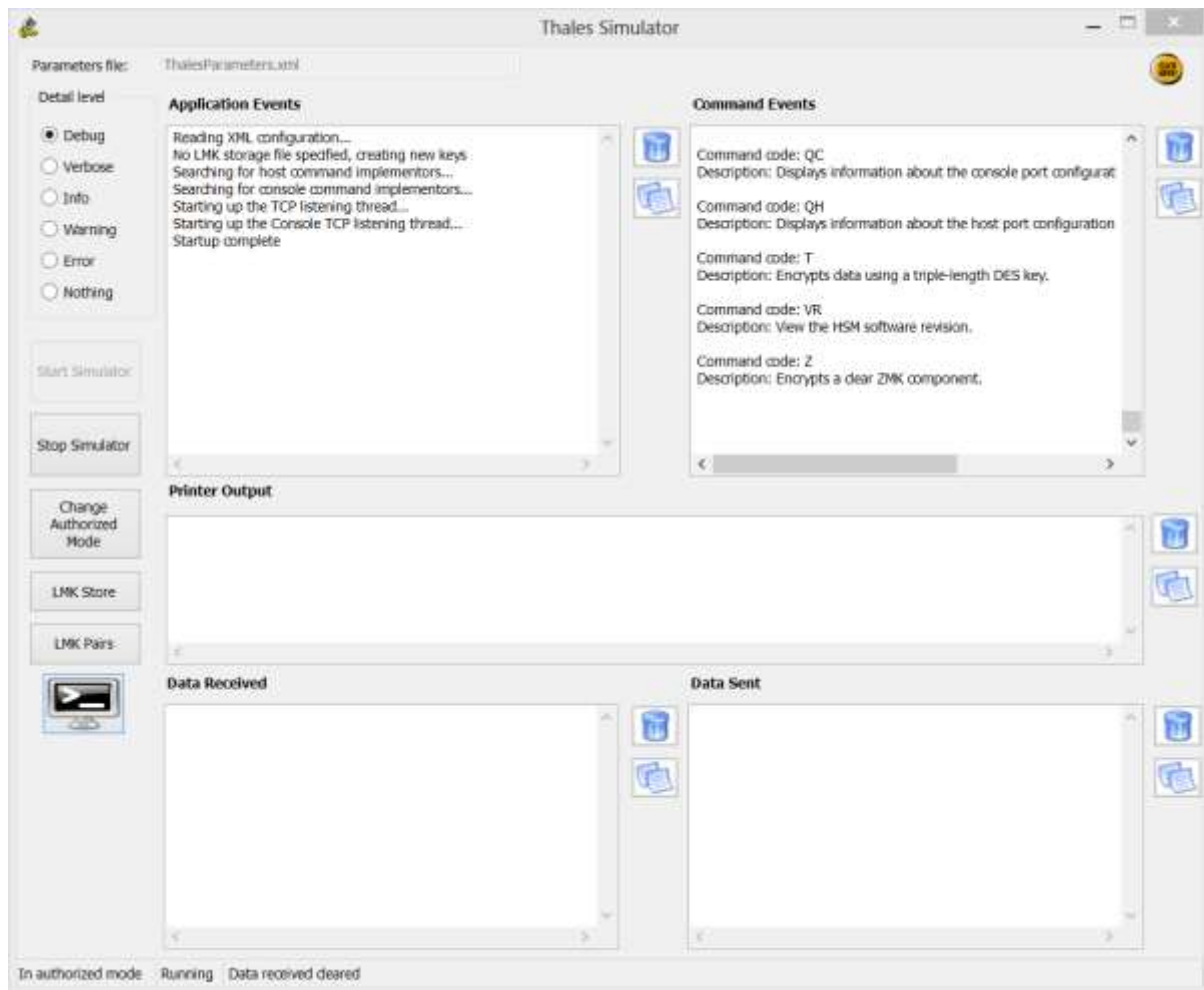 Thales Simulator
Parameters file:
ThalesParameters.xml
Detail level
Debug
Verbose
Info
Warning
Error
Nothing
Start Simulator
Stop Simulator
Change
Authorized
Mode
LMK Store
LMK Pairs
Application Events
Reading XML configuration...
No LMK storage file specified, creating new keys
Searching for host command implementors...
Searching for console command implementors...
Starting up the TCP listening thread...
Starting up the Console TCP listening thread...
Startup complete
Command Events
Command code: QC
Description: Displays information about the console port configurat
Command code: QH
Description: Displays information about the host port configuration
Command code: T
Description: Encrypts data using a triple-length DES key.
Command code: VR
Description: View the HSM software revision.
Command code: Z
Description: Encrypts a clear ZMK component.
Printer Output
Data Received
Data Sent
In authorized mode
Running
Data received cleared